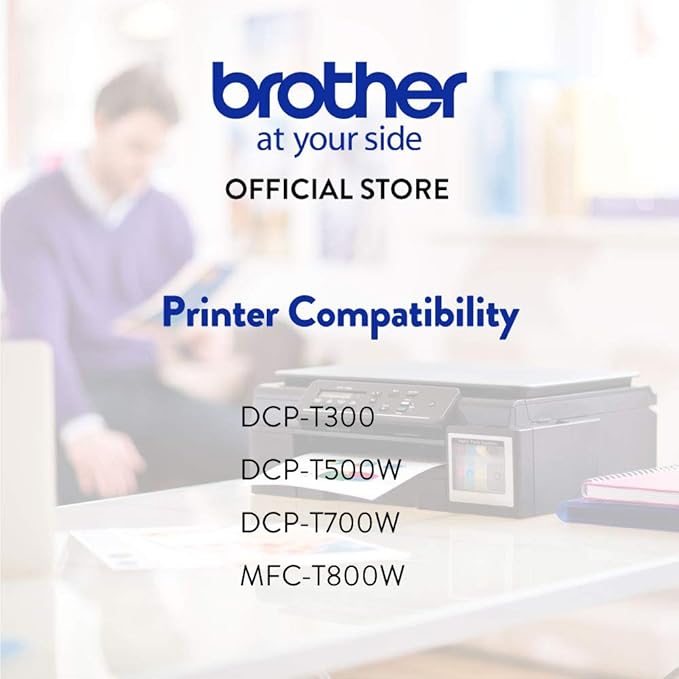 brother
at your side
OFFICIAL STORE
Printer Compatibility
DCP-T300
DCP-T500W
DCP-T700W
MFC-T800W